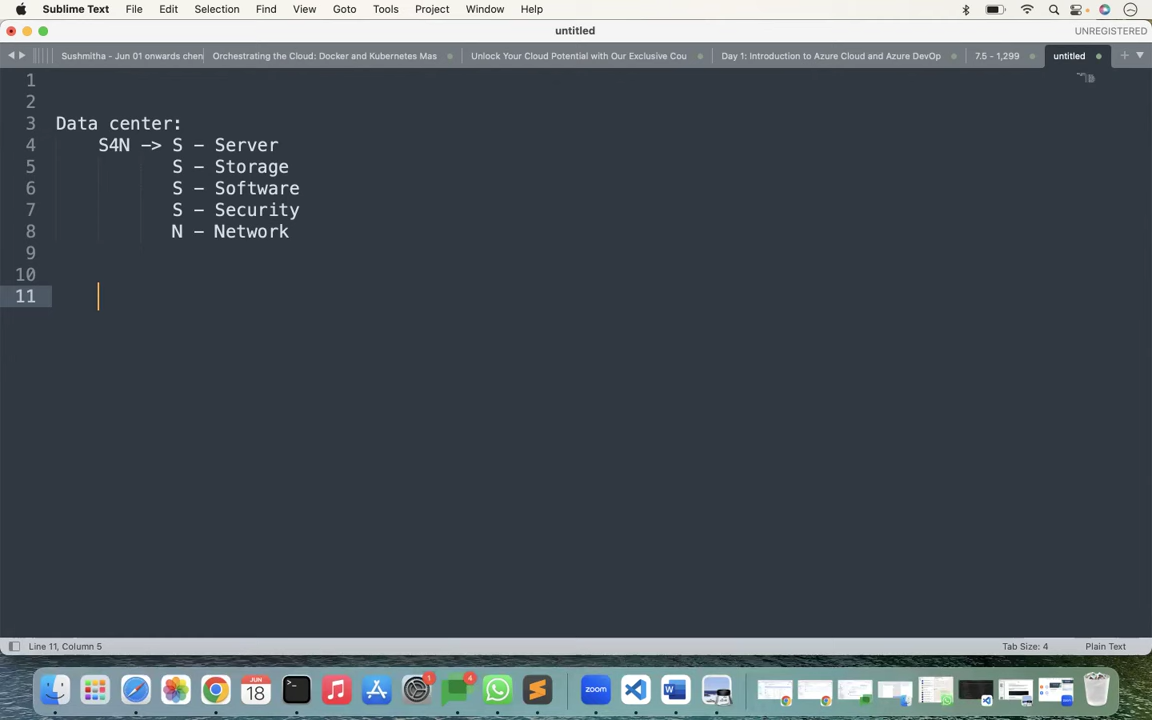 Sublime Text File Edit Selection Find View Goto Tools Project Window Help
untitled
UNREGISTERED
Sushmitha - Jun 01 onwards chen Orchestrating the Cloud: Docker and Kubernetes Mas Unlock Your Cloud Potential with Our Exclusive Cou Day 1: Introduction to Azure Cloud and Azure DevOp 7.5 - 1,299 untitled
1
2
3 Data center:
4 S4N -> S - Server
5 S - Storage
6 S - Software
7 S - Security
8 N - Network
9
10
11
Line 11, Column 5 Tab Size: 4 Plain Text
JUN
18
1
4
zoom
W